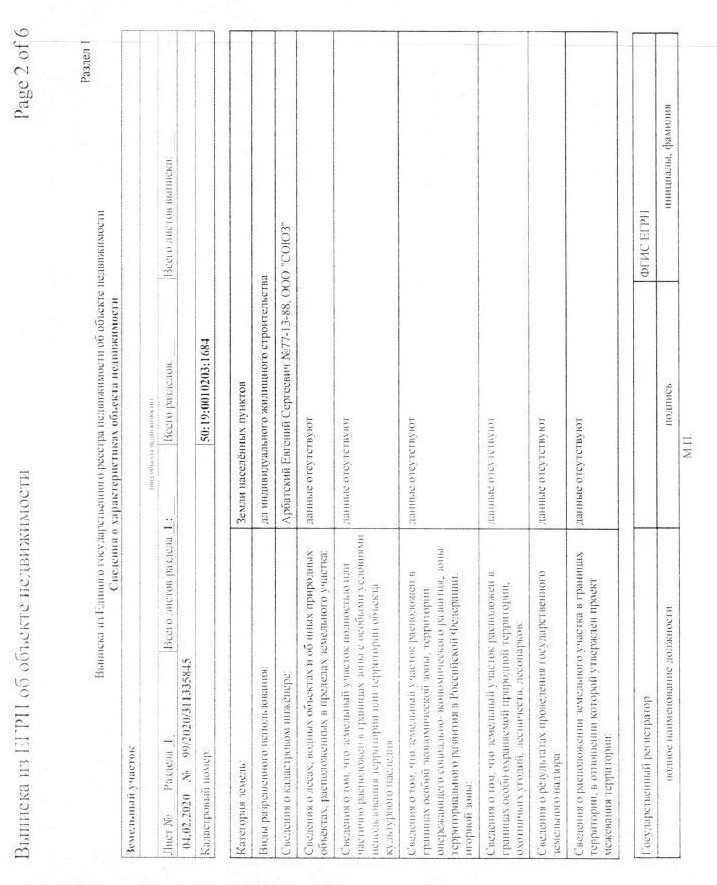 Выписка из ЕГРН об объекте недвижимости
Page 2 of 6
Раздел 1
Выписка из Единого государственного реестра недвижимости об объекте недвижимости
Сведения о характеристиках объекта недвижимости
Земельный участок
вид объекта недвижимости
Лист № Раздела 1 Всего листов раздела 1: Всего разделов: Всего листов выписки:
04.02.2020 № 99/2020/311335845
Кадастровый номер: 50:19:0010203:1684
Категория земель: Земли населённых пунктов
Виды разрешенного использования: дл индивидуального жилищного строительства
Сведения о кадастровом инженере: Арбатский Евгений Сергеевич №77-13-88, ООО "СОЮЗ"
Сведения о лесах, водных объектах и об иных природных данные отсутствуют
объектах, расположенных в пределах земельного участка:
Сведения о том, что земельный участок полностью или данные отсутствуют
частично расположен в границах зоны с особыми условиями
использования территории или территории объекта
культурного наследия
Сведения о том, что земельный участок расположен в данные отсутствуют
границах особой экономической зоны, территории
опережающего социально-экономического развития, зоны
территориального развития в Российской Федерации,
игорной зоны:
Сведения о том, что земельный участок расположен в данные отсутствуют
границах особо охраняемой природной территории,
охотничьих угодий, лесничеств, лесопарков:
Сведения о результатах проведения государственного данные отсутствуют
земельного надзора:
Сведения о расположении земельного участка в границах данные отсутствуют
территории, в отношении которой утвержден проект
межевания территории:
Государственный регистратор ФГИС ЕГРН
полное наименование должности подпись инициалы, фамилия
М.П.